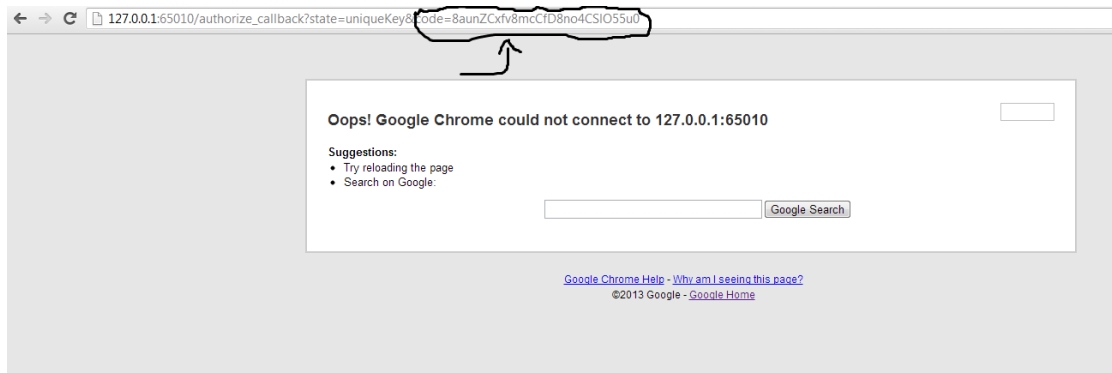 127.0.0.1:65010/authorize_callback?state=uniqueKey&code=8aunZCxfv8mcCfD8no4CSIO55u0
Oops! Google Chrome could not connect to 127.0.0.1:65010
Suggestions:
• Try reloading the page
• Search on Google:
Google Search
Google Chrome Help - Why am I seeing this page?
©2013 Google - Google Home